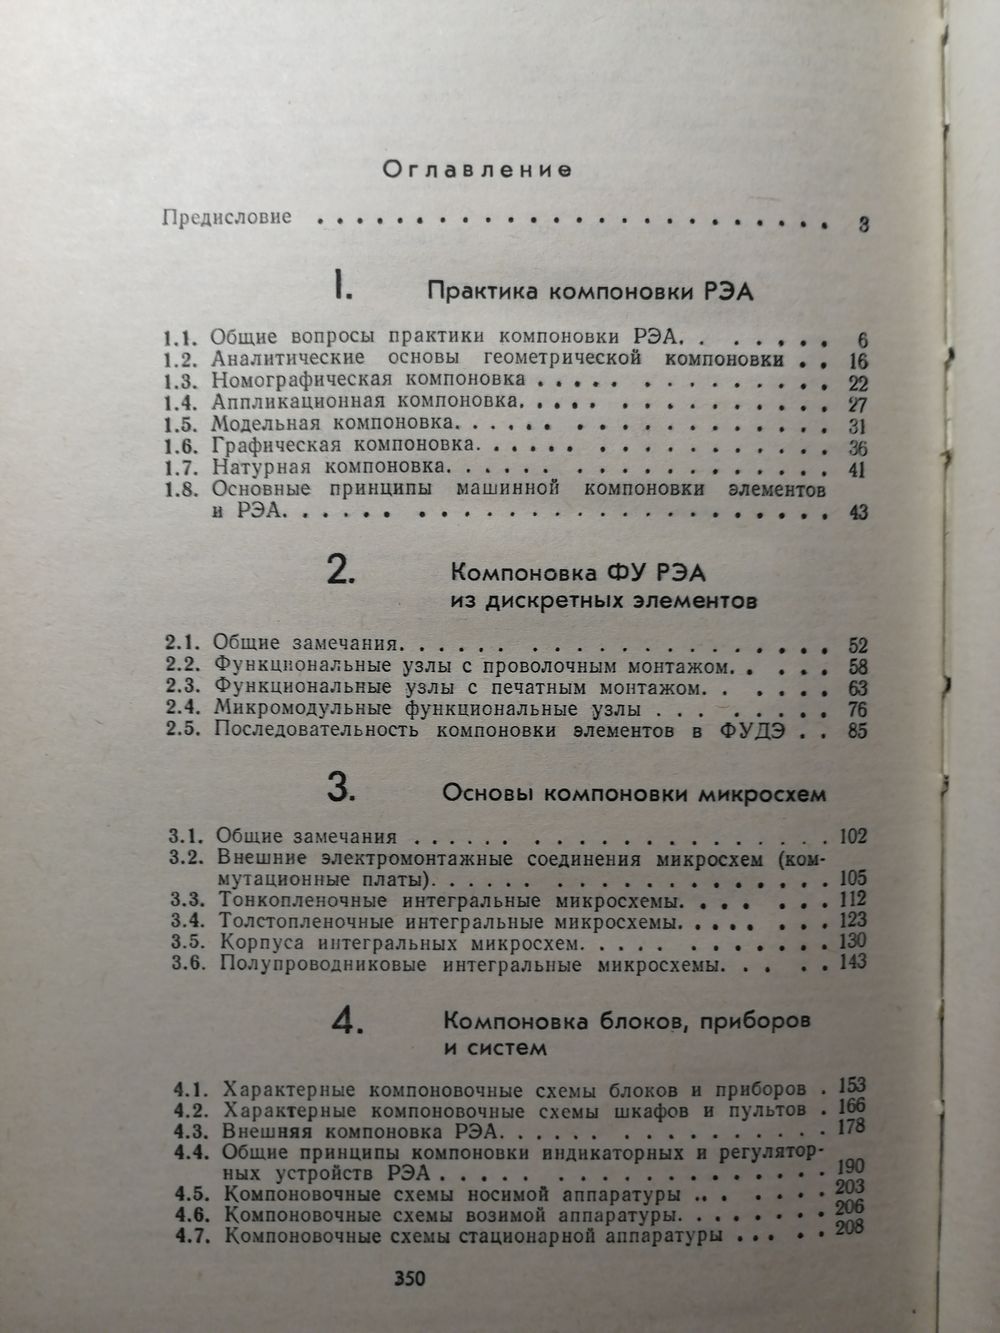 Оглавление
Предисловие . . . . . . . . . . . . . . . . . . . . . . . . 3
1. Практика компоновки РЭА
1.1. Общие вопросы практики компоновки РЭА. . . . . . . 6
1.2. Аналитические основы геометрической компоновки . . 16
1.3. Номографическая компоновка . . . . . . . . . . . . . . 22
1.4. Аппликационная компоновка. . . . . . . . . . . . . . . 27
1.5. Модельная компоновка. . . . . . . . . . . . . . . . . 31
1.6. Графическая компоновка. . . . . . . . . . . . . . . . 36
1.7. Натурная компоновка. . . . . . . . . . . . . . . . . . 41
1.8. Основные принципы машинной компоновки элементов
и РЭА. . . . . . . . . . . . . . . . . . . . . . . . . 43
2. Компоновка ФУ РЭА
из дискретных элементов
2.1. Общие замечания. . . . . . . . . . . . . . . . . . . . 52
2.2. Функциональные узлы с проволочным монтажом. . . . . 58
2.3. Функциональные узлы с печатным монтажом. . . . . . 63
2.4. Микромодульные функциональные узлы . . . . . . . . 76
2.5. Последовательность компоновки элементов в ФУДЭ . . 85
3. Основы компоновки микросхем
3.1. Общие замечания . . . . . . . . . . . . . . . . . . . 102
3.2. Внешние электромонтажные соединения микросхем (ком-
мутационные платы). . . . . . . . . . . . . . . . . . 105
3.3. Тонкопленочные интегральные микросхемы. . . . . . . 112
3.4. Толстопленочные интегральные микросхемы. . . . . . . 123
3.5. Корпуса интегральных микросхем. . . . . . . . . . . . 130
3.6. Полупроводниковые интегральные микросхемы. . . . . 143
4. Компоновка блоков, приборов
и систем
4.1. Характерные компоновочные схемы блоков и приборов . 153
4.2. Характерные компоновочные схемы шкафов и пультов . 166
4.3. Внешняя компоновка РЭА. . . . . . . . . . . . . . . . 178
4.4. Общие принципы компоновки индикаторных и регулятор-
ных устройств РЭА . . . . . . . . . . . . . . . . . . 190
4.5. Компоновочные схемы носимой аппаратуры . . . . . . . 203
4.6. Компоновочные схемы возимой аппаратуры. . . . . . . . 206
4.7. Компоновочные схемы стационарной аппаратуры . . . . . 208
350